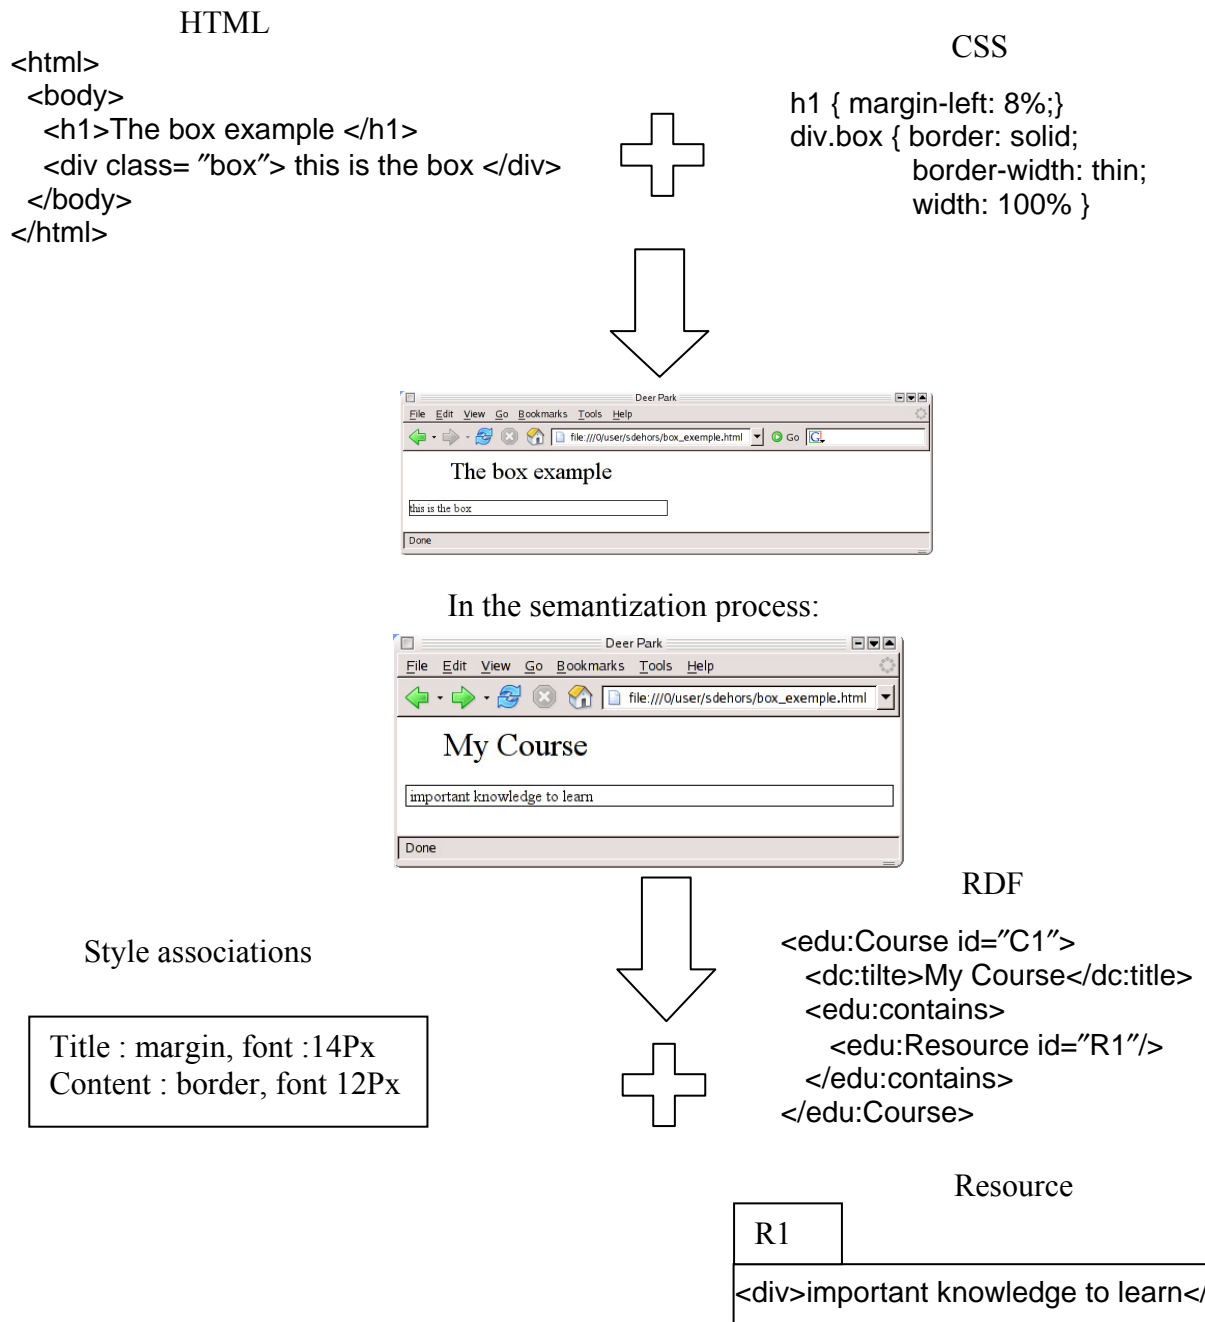 HTML
<html>
<body>
<h1>The box example </h1>
<div class= ″box″> this is the box </div>
</body>
</html>
CSS
h1 { margin-left: 8%;}
div.box { border: solid;
border-width: thin;
width: 100% }
Deer Park
File Edit View Go Bookmarks Tools Help
file:///0/user/sdehors/box_exemple.html Go G
The box example
this is the box
Done
In the semantization process:
Deer Park
File Edit View Go Bookmarks Tools Help
file:///0/user/sdehors/box_exemple.html
My Course
important knowledge to learn
Done
Style associations
Title : margin, font :14Px
Content : border, font 12Px
RDF
<edu:Course id=″C1″>
<dc:tilte>My Course</dc:title>
<edu:contains>
<edu:Resource id=″R1″/>
</edu:contains>
</edu:Course>
Resource
R1
<div>important knowledge to learn</